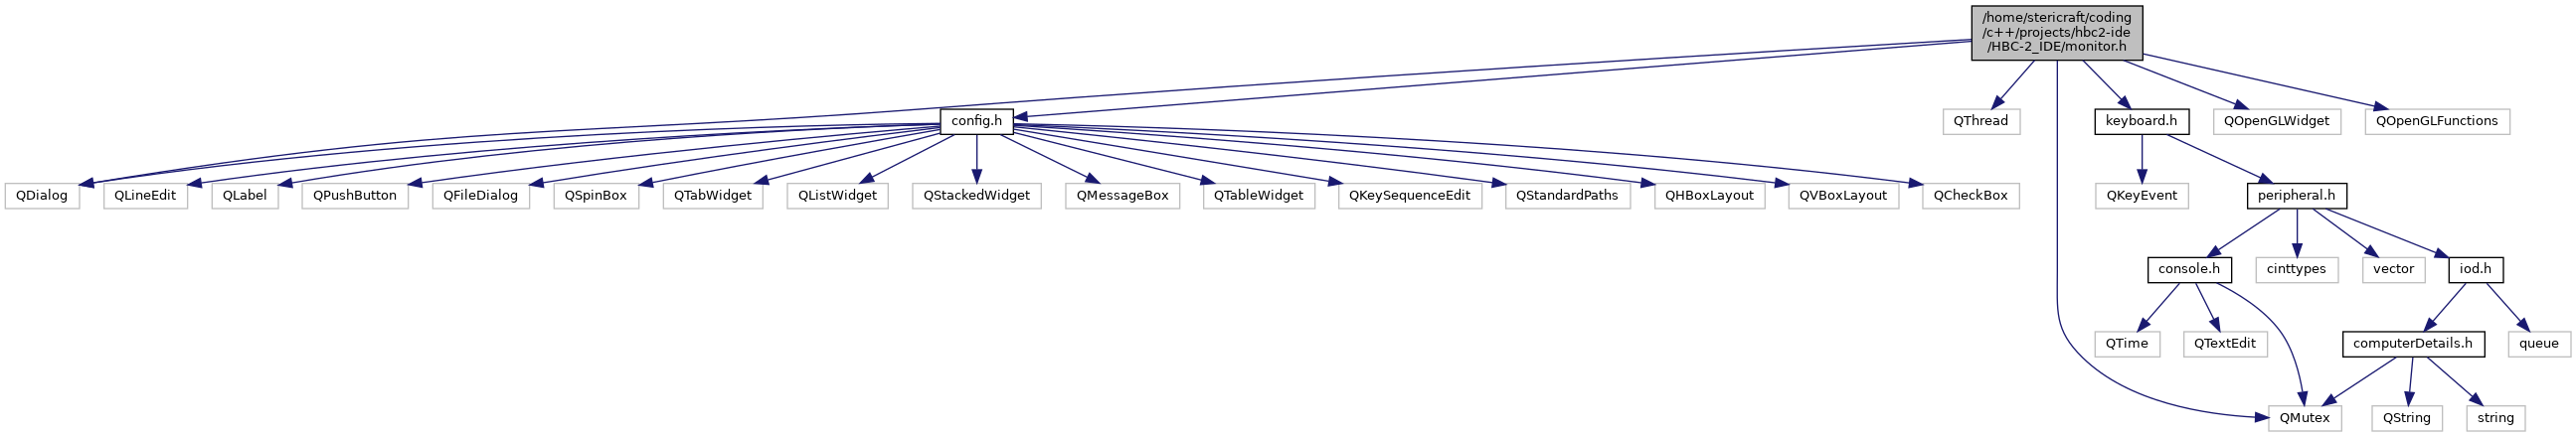 /home/stericraft/coding
/c++/projects/hbc2-ide
/HBC-2_IDE/monitor.h
config.h
QThread
keyboard.h
QOpenGLWidget
QOpenGLFunctions
QDialog
QLineEdit
QLabel
QPushButton
QFileDialog
QSpinBox
QTabWidget
QListWidget
QStackedWidget
QMessageBox
QTableWidget
QKeySequenceEdit
QStandardPaths
QHBoxLayout
QVBoxLayout
QCheckBox
QKeyEvent
peripheral.h
console.h
cinttypes
vector
iod.h
QTime
QTextEdit
computerDetails.h
queue
QMutex
QString
string